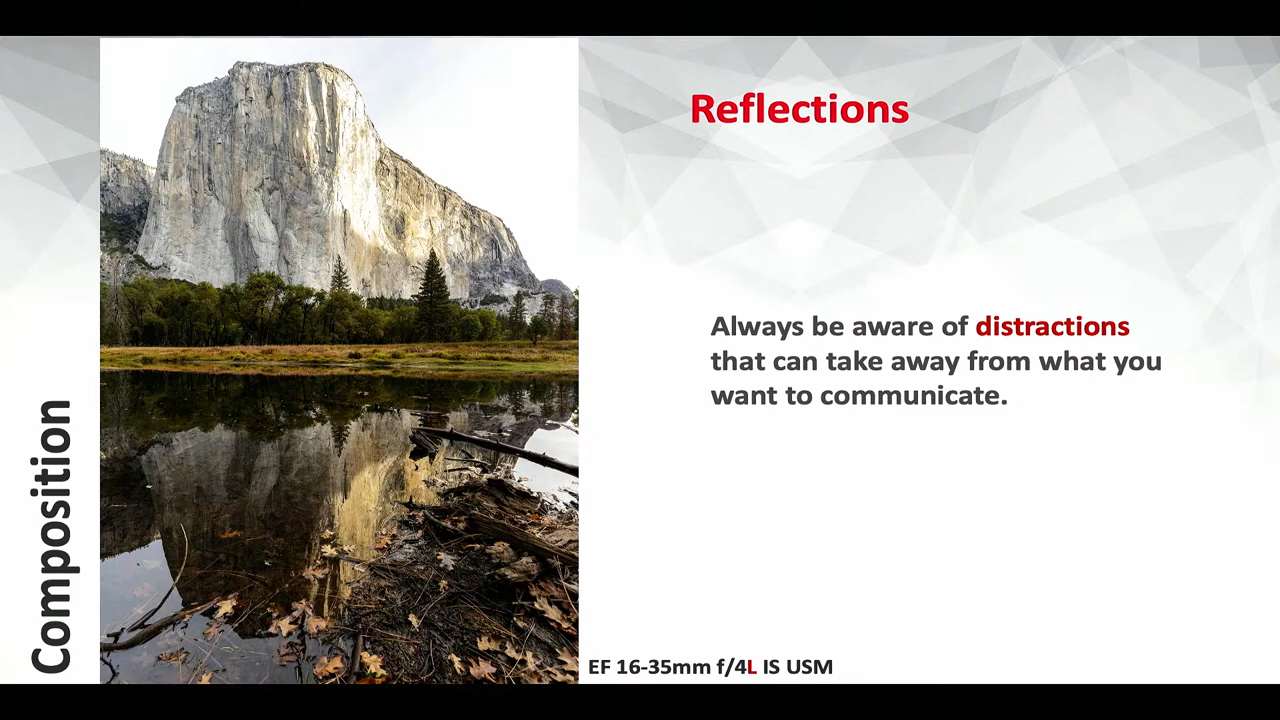 Reflections
Always be aware of distractions
that can take away from what you
want to communicate.
Composition
EF 16-35mm f/4L IS USM